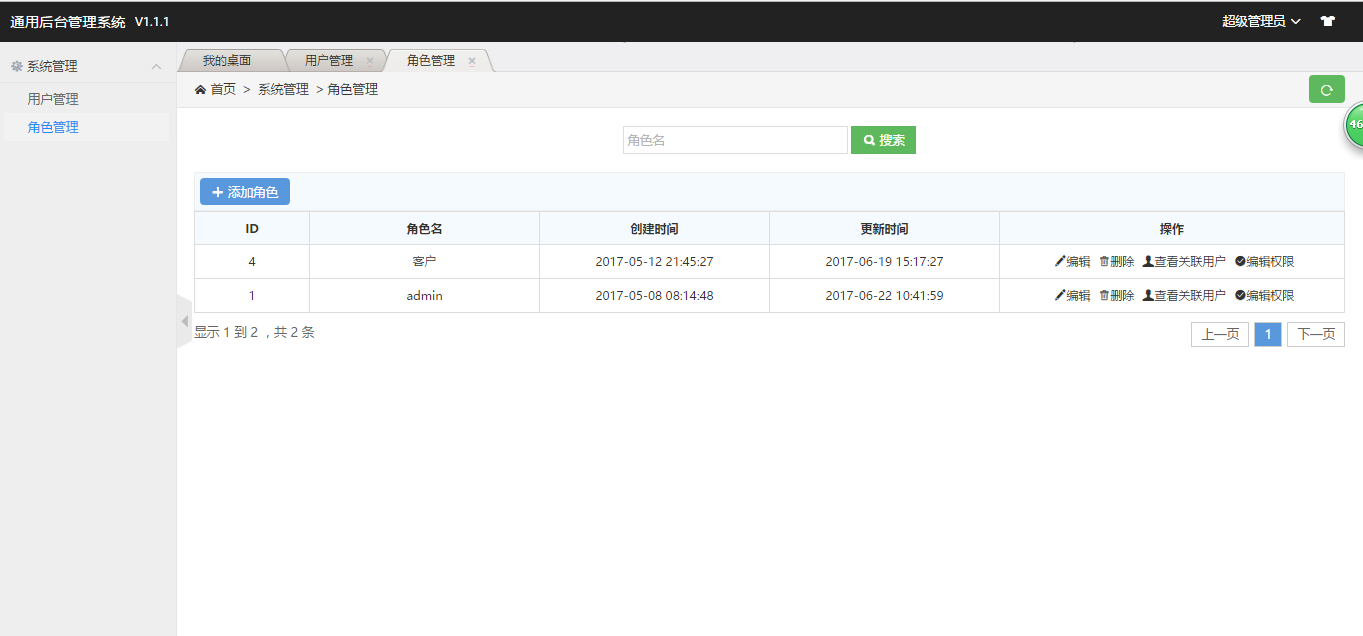 通用后台管理系统 V1.1.1 超级管理员
系统管理 我的桌面 用户管理 角色管理
首页 > 系统管理 > 角色管理
用户管理
角色管理
46
角色名 搜索
添加角色
ID 角色名 创建时间 更新时间 操作
4 客户 2017-05-12 21:45:27 2017-06-19 15:17:27 编辑 删除 查看关联用户 编辑权限
1 admin 2017-05-08 08:14:48 2017-06-22 10:41:59 编辑 删除 查看关联用户 编辑权限
显示 1 到 2 ，共 2 条 上一页 1 下一页